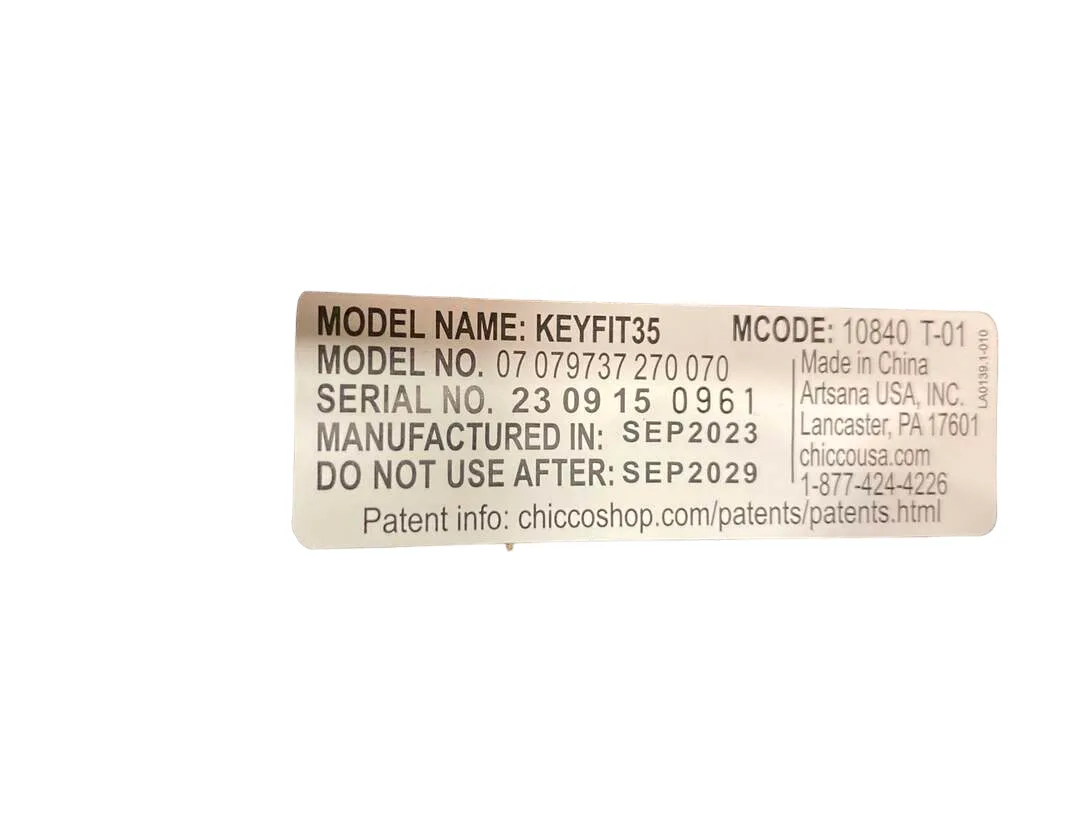 MODEL NAME: KEYFIT35
MCODE: 10840 T-01
MODEL NO. 07 079737 270 070
SERIAL NO. 23 09 15 0961
MANUFACTURED IN: SEP2023
DO NOT USE AFTER: SEP2029
Made in China
Artsana USA, INC.
Lancaster, PA 17601
chiccousa.com
1-877-424-4226
LA0139.1-010
Patent info: chiccoshop.com/patents/patents.html